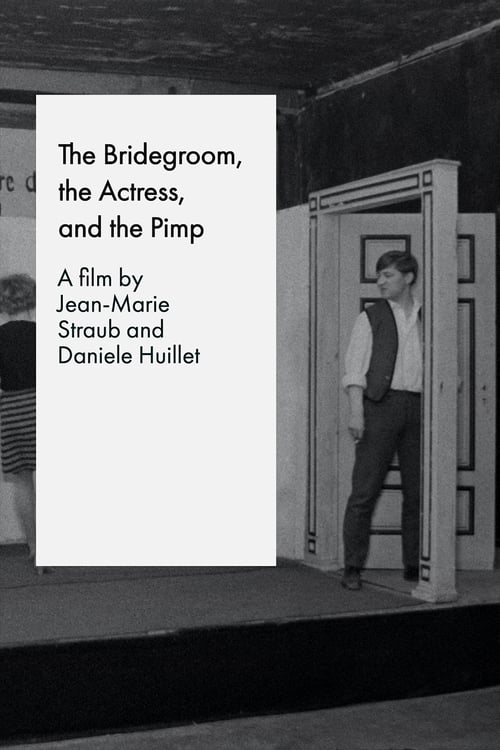 The Bridegroom,
the Actress,
and the Pimp
A film by
Jean-Marie
Straub and
Daniele Huillet